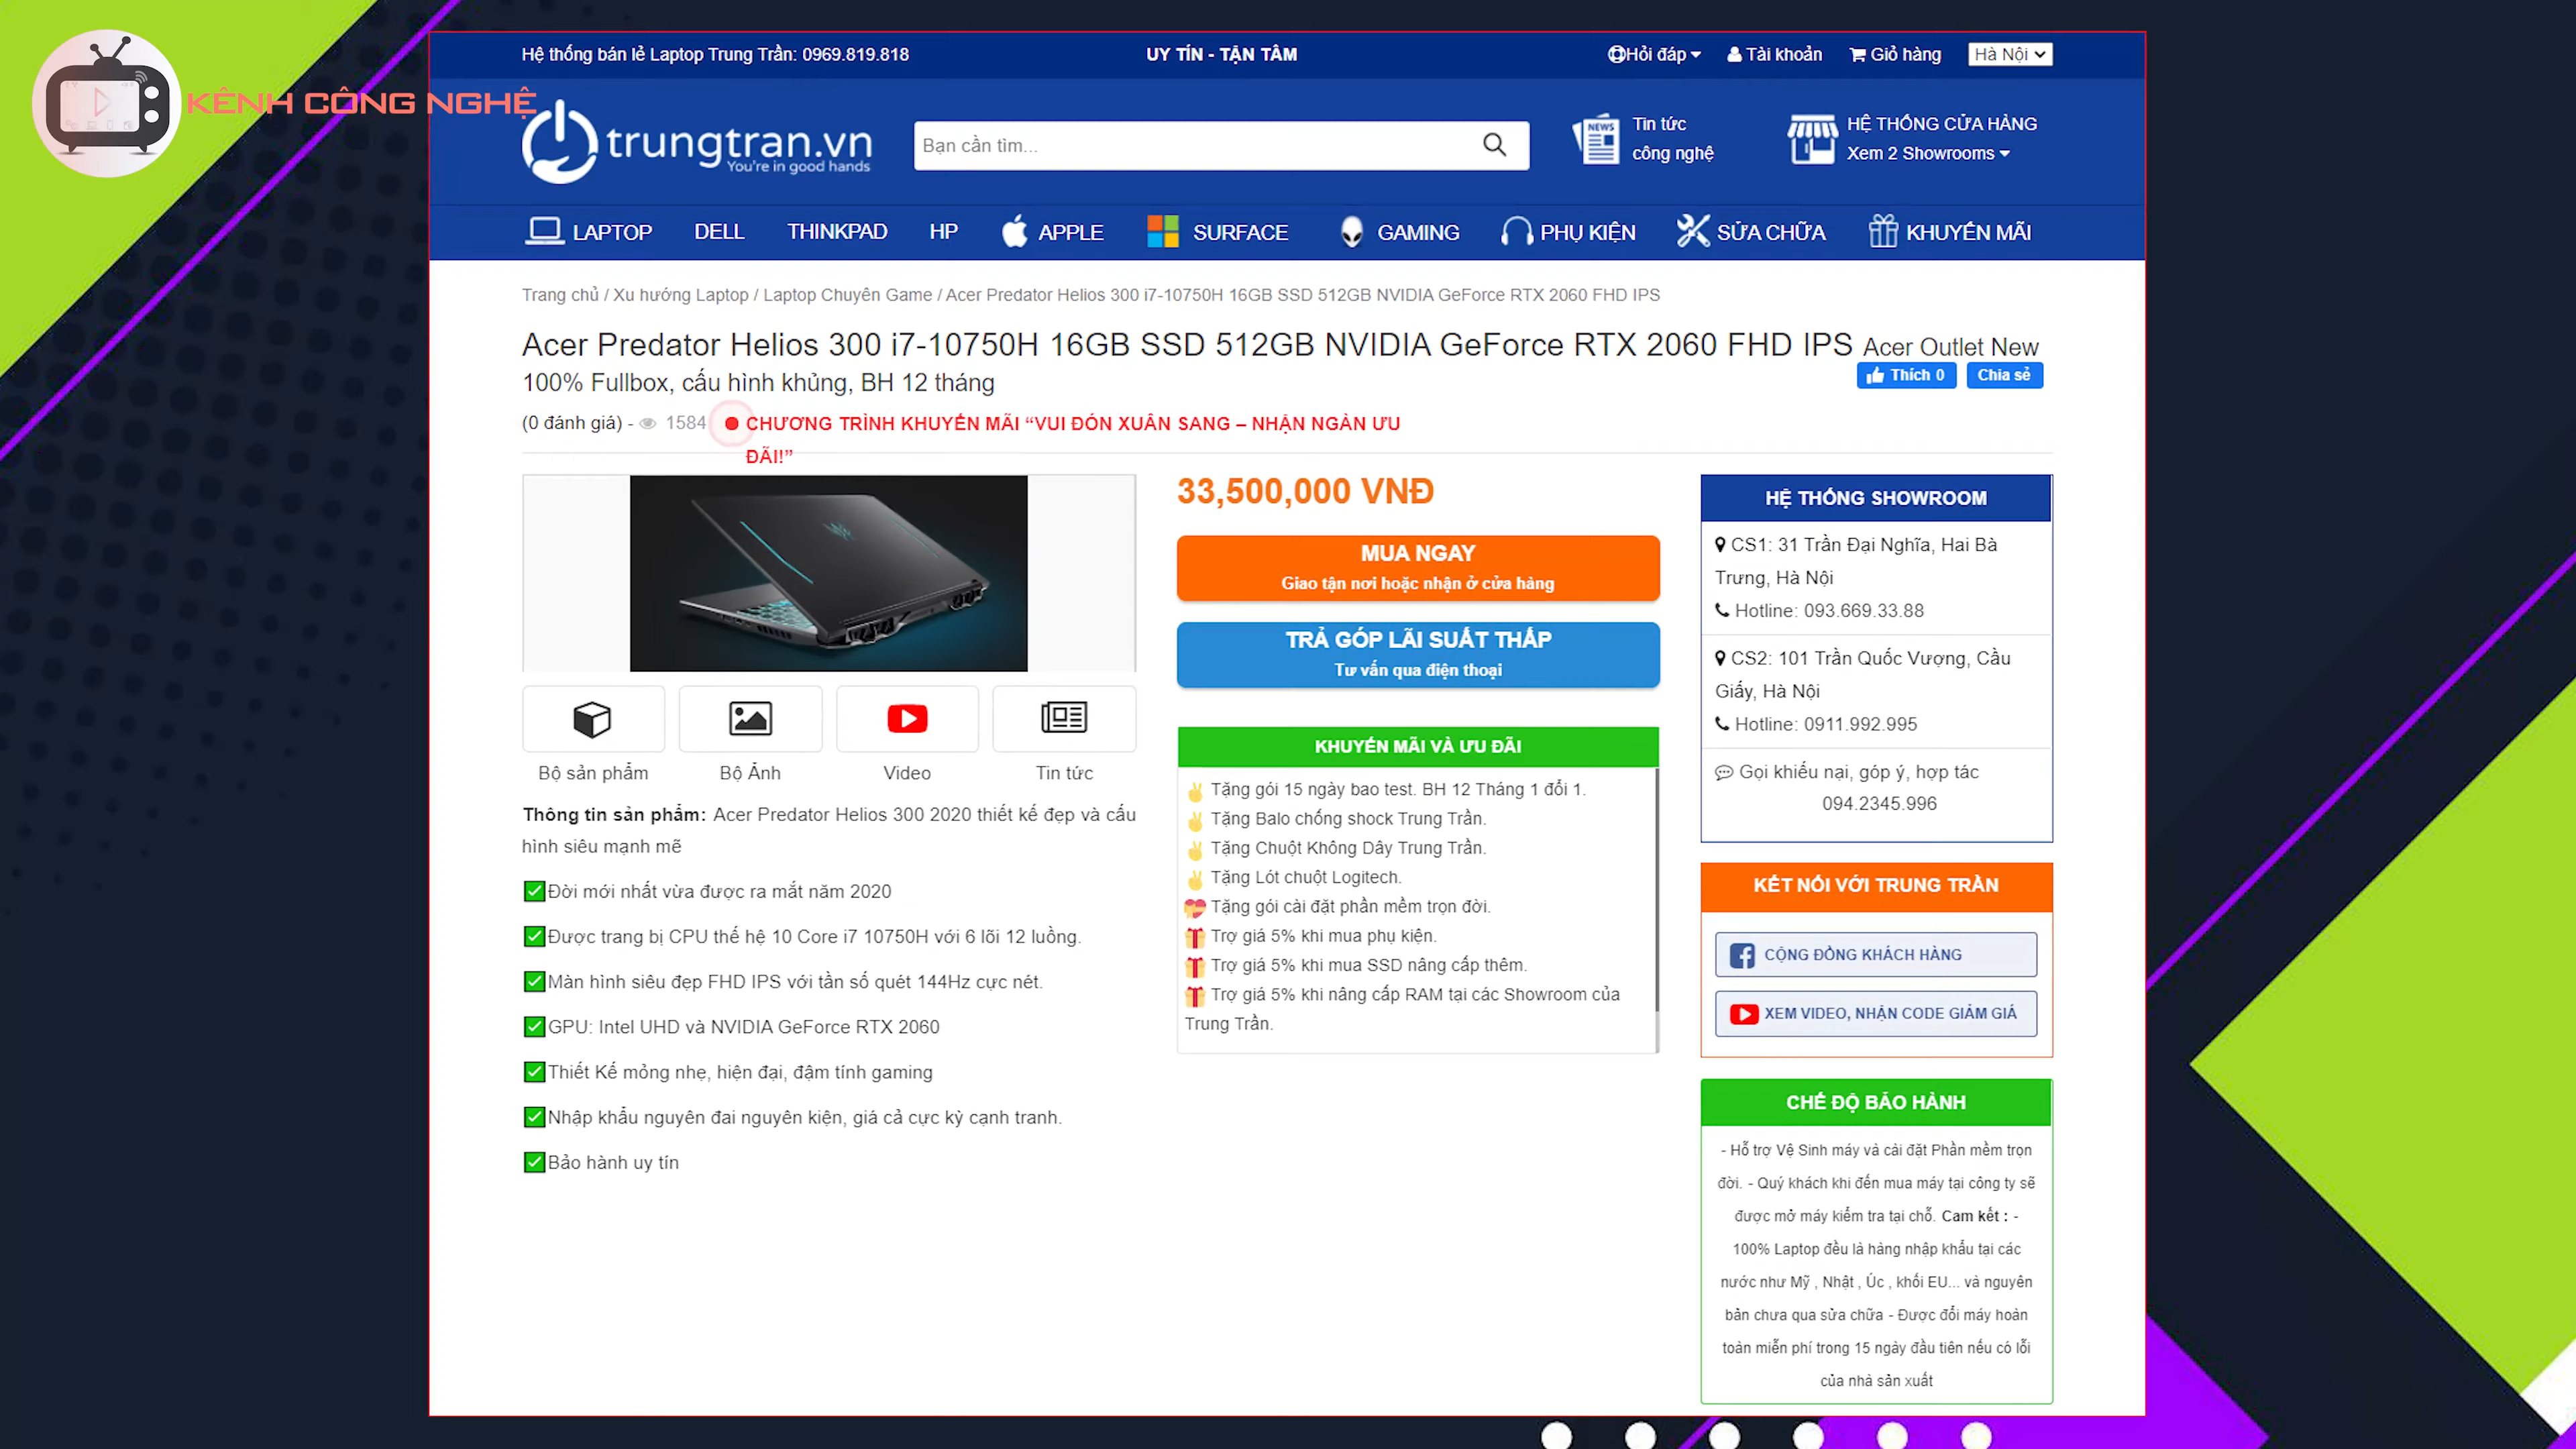 KÊNH CÔNG NGHỆ
Hệ thống bán lẻ Laptop Trung Trần: 0969.819.818
UY TÍN - TẬN TÂM
Hỏi đáp
Tài khoản
Giỏ hàng
Hà Nội
trungtran.vn
You're in good hands
Bạn cần tìm...
NEWS
Tin tức
công nghệ
HỆ THỐNG CỬA HÀNG
Xem 2 Showrooms
LAPTOP
DELL
THINKPAD
HP
APPLE
SURFACE
GAMING
PHỤ KIỆN
SỬA CHỮA
KHUYẾN MÃI
Trang chủ / Xu hướng Laptop / Laptop Chuyên Game / Acer Predator Helios 300 i7-10750H 16GB SSD 512GB NVIDIA GeForce RTX 2060 FHD IPS
Acer Predator Helios 300 i7-10750H 16GB SSD 512GB NVIDIA GeForce RTX 2060 FHD IPS Acer Outlet New
100% Fullbox, cấu hình khủng, BH 12 tháng
Thích 0
Chia sẻ
(0 đánh giá) - 1584
CHƯƠNG TRÌNH KHUYẾN MÃI “VUI ĐÓN XUÂN SANG – NHẬN NGÀN ƯU
ĐÃI!”
Bộ sản phẩm
Bộ Ảnh
Video
Tin tức
Thông tin sản phẩm: Acer Predator Helios 300 2020 thiết kế đẹp và cấu
hình siêu mạnh mẽ
Đời mới nhất vừa được ra mắt năm 2020
Được trang bị CPU thế hệ 10 Core i7 10750H với 6 lõi 12 luồng.
Màn hình siêu đẹp FHD IPS với tần số quét 144Hz cực nét.
GPU: Intel UHD và NVIDIA GeForce RTX 2060
Thiết Kế mỏng nhẹ, hiện đại, đậm tính gaming
Nhập khẩu nguyên đai nguyên kiện, giá cả cực kỳ cạnh tranh.
Bảo hành uy tín
33,500,000 VNĐ
MUA NGAY
Giao tận nơi hoặc nhận ở cửa hàng
TRẢ GÓP LÃI SUẤT THẤP
Tư vấn qua điện thoại
KHUYẾN MÃI VÀ ƯU ĐÃI
Tặng gói 15 ngày bao test. BH 12 Tháng 1 đổi 1.
Tặng Balo chống shock Trung Trần.
Tặng Chuột Không Dây Trung Trần.
Tặng Lót chuột Logitech.
Tặng gói cài đặt phần mềm trọn đời.
Trợ giá 5% khi mua phụ kiện.
Trợ giá 5% khi mua SSD nâng cấp thêm.
Trợ giá 5% khi nâng cấp RAM tại các Showroom của
Trung Trần.
HỆ THỐNG SHOWROOM
CS1: 31 Trần Đại Nghĩa, Hai Bà
Trưng, Hà Nội
Hotline: 093.669.33.88
CS2: 101 Trần Quốc Vượng, Cầu
Giấy, Hà Nội
Hotline: 0911.992.995
Gọi khiếu nại, góp ý, hợp tác
094.2345.996
KẾT NỐI VỚI TRUNG TRẦN
CỘNG ĐỒNG KHÁCH HÀNG
XEM VIDEO, NHẬN CODE GIẢM GIÁ
CHẾ ĐỘ BẢO HÀNH
- Hỗ trợ Vệ Sinh máy và cài đặt Phần mềm trọn
đời. - Quý khách khi đến mua máy tại công ty sẽ
được mở máy kiểm tra tại chỗ. Cam kết : -
100% Laptop đều là hàng nhập khẩu tại các
nước như Mỹ , Nhật , Úc , khối EU... và nguyên
bản chưa qua sửa chữa - Được đổi máy hoàn
toàn miễn phí trong 15 ngày đầu tiên nếu có lỗi
của nhà sản xuất